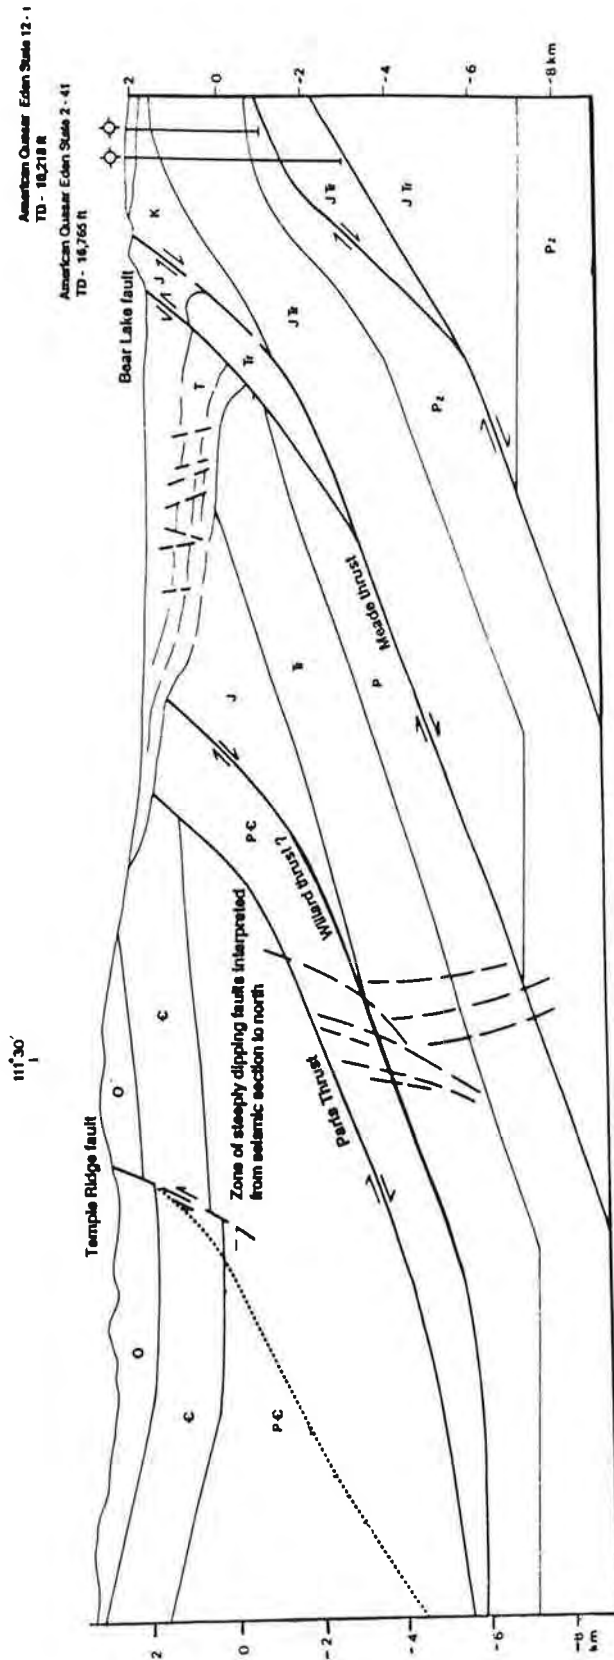 American Quasar Eden State 12-1
TD - 10,218 ft
American Quasar Eden State 2-41
TD - 16,765 ft
111°30′
Temple Ridge fault
Bear Lake fault
2
0
-2
-4
-6
-8 km
2
0
-2
-4
-6
-8
km
O
O
Є
Є
PЄ
Zone of steeply dipping faults interpreted
from seismic section to north
Paris Thrust
Willard thrust?
PЄ
J
Tr
P
Meade thrust
T
Tr
J
K
J Tr
Pz
J Tr
J Tr
Pz